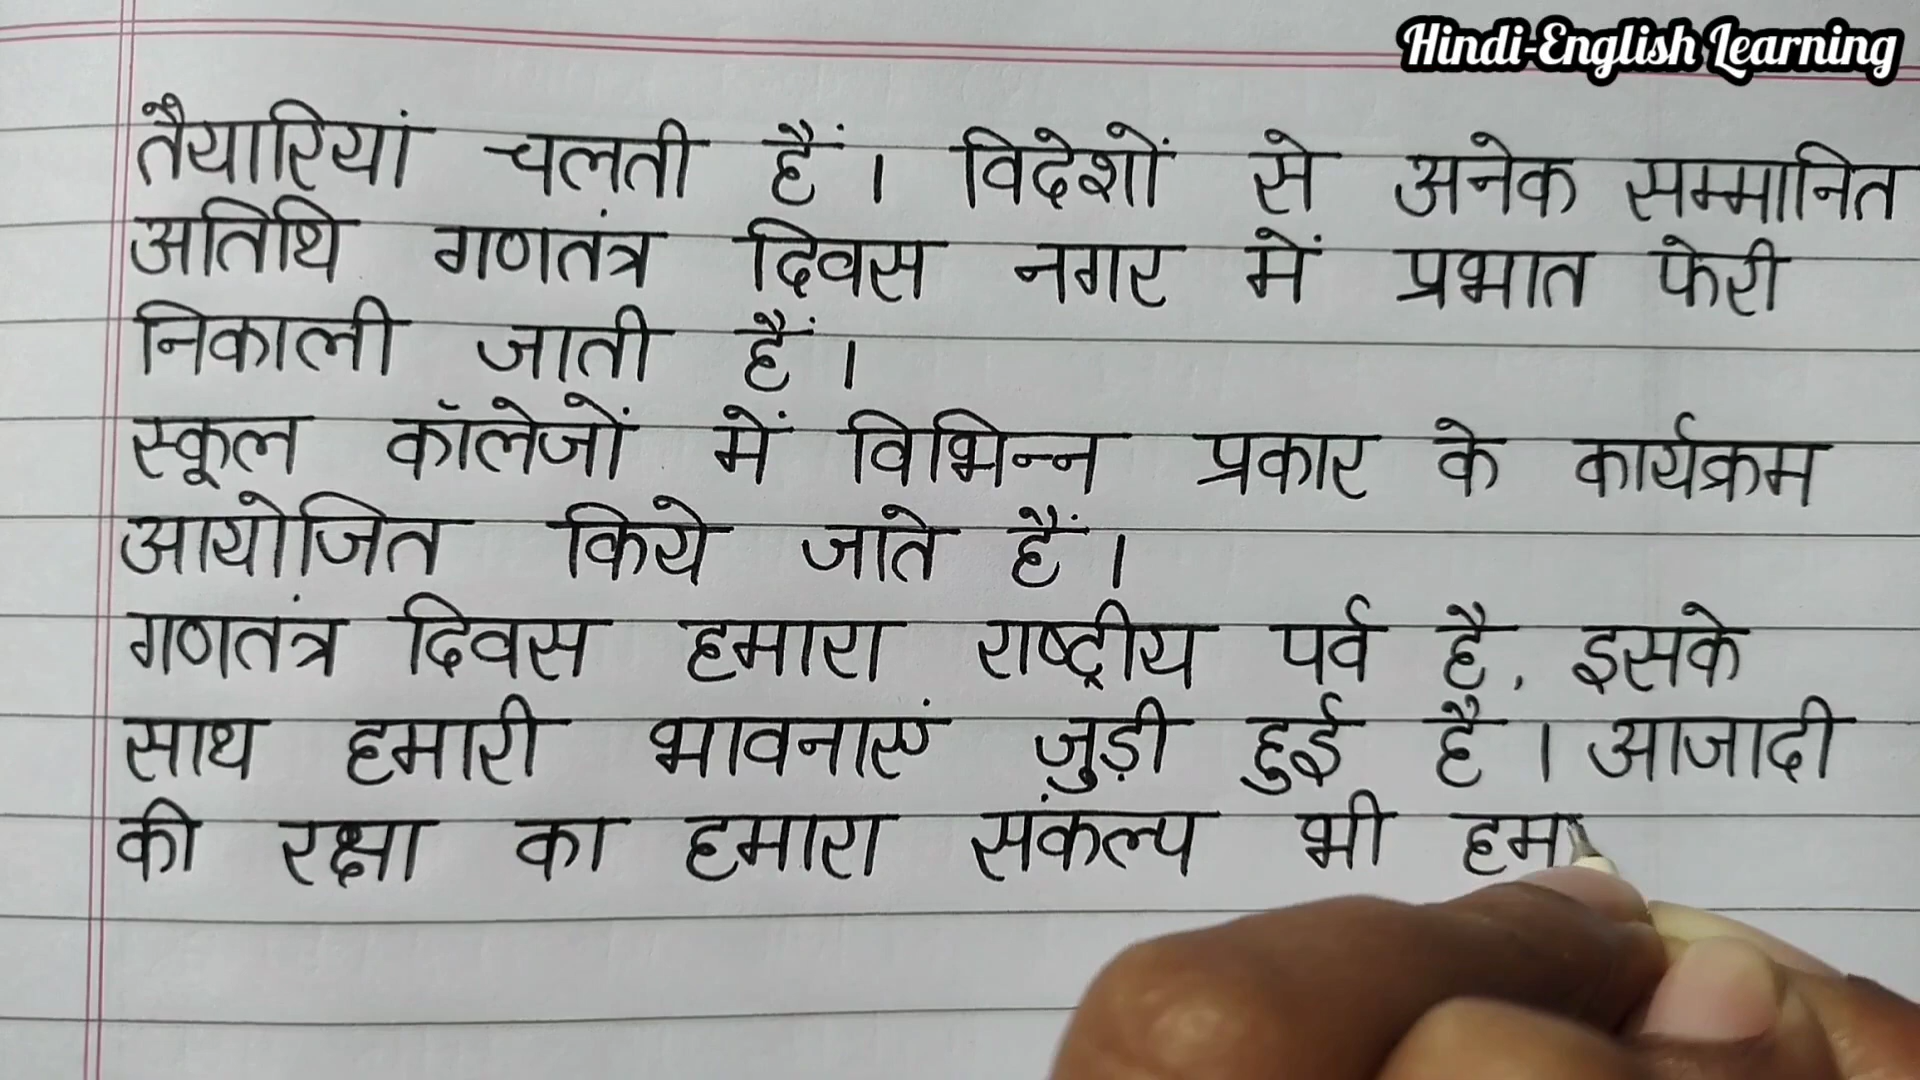 Hindi-English Learning
तैयारियां चलती हैं। विदेशों से अनेक सम्मानित
अतिथि गणतंत्र दिवस नगर में प्रभात फेरी
निकाली जाती हैं।
स्कूल कॉलेजों में विभिन्न प्रकार के कार्यक्रम
आयोजित किये जाते हैं।
गणतंत्र दिवस हमारा राष्ट्रीय पर्व है, इसके
साथ हमारी भावनाएं जुड़ी हुई है। आजादी
की रक्षा का हमारा संकल्प भी हम